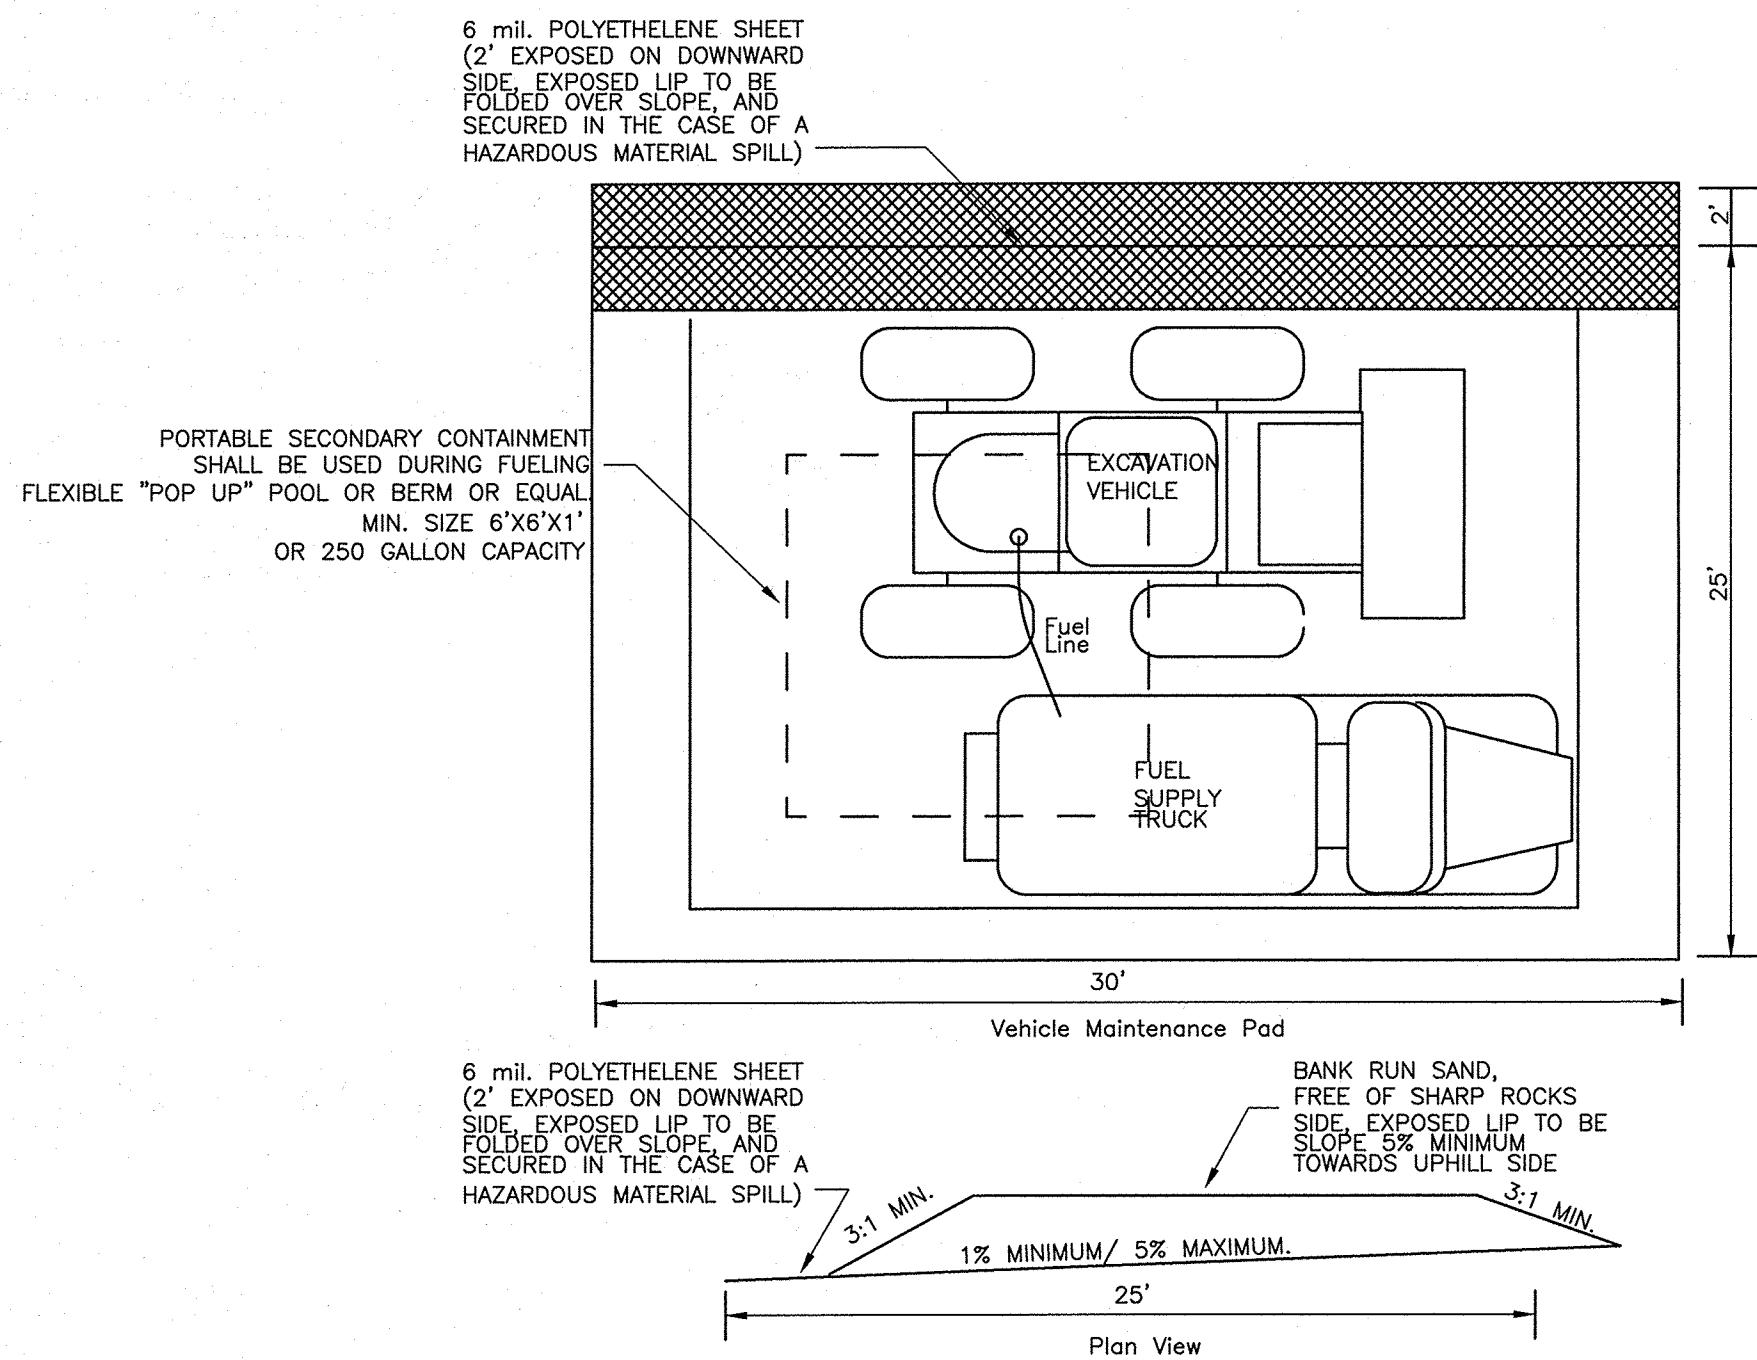 6 mil. POLYETHELENE SHEET
(2' EXPOSED ON DOWNWARD
SIDE, EXPOSED LIP TO BE
FOLDED OVER SLOPE, AND
SECURED IN THE CASE OF A
HAZARDOUS MATERIAL SPILL)
2'
PORTABLE SECONDARY CONTAINMENT
SHALL BE USED DURING FUELING
FLEXIBLE "POP UP" POOL OR BERM OR EQUAL.
MIN. SIZE 6'X6'X1'
OR 250 GALLON CAPACITY
EXCAVATION
VEHICLE
25'
Fuel
Line
FUEL
SUPPLY
TRUCK
30'
Vehicle Maintenance Pad
6 mil. POLYETHELENE SHEET
(2' EXPOSED ON DOWNWARD
SIDE, EXPOSED LIP TO BE
FOLDED OVER SLOPE, AND
SECURED IN THE CASE OF A
HAZARDOUS MATERIAL SPILL)
BANK RUN SAND,
FREE OF SHARP ROCKS
SIDE, EXPOSED LIP TO BE
SLOPE 5% MINIMUM
TOWARDS UPHILL SIDE
3:1 MIN.
3:1 MIN.
1% MINIMUM/ 5% MAXIMUM.
25'
Plan View